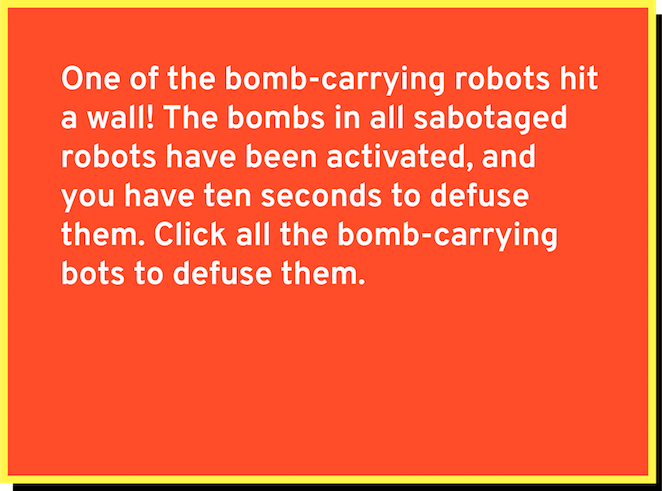 One of the bomb-carrying robots hit
a wall! The bombs in all sabotaged
robots have been activated, and
you have ten seconds to defuse
them. Click all the bomb-carrying
bots to defuse them.